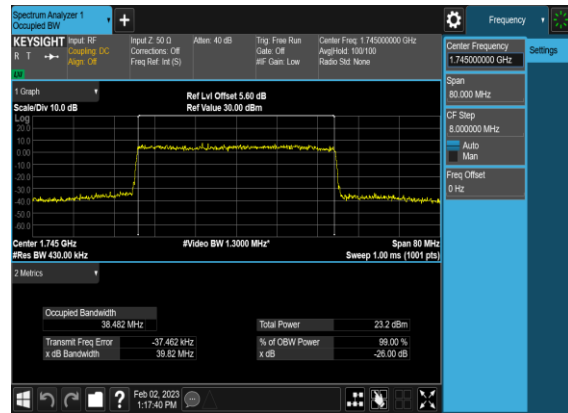 Spectrum Analyzer 1
Occupied BW
+
Frequency
KEYSIGHT
R T
LW
Input: RF
Coupling: DC
Align: Off
Input Z: 50 Ω
Corrections: Off
Freq Ref: Int (S)
Atten: 40 dB
Trig: Free Run
Gate: Off
#IF Gain: Low
Center Freq: 1.745000000 GHz
Avg|Hold: 100/100
Radio Std: None
Center Frequency
1.745000000 GHz
Settings
Span
80.000 MHz
CF Step
8.000000 MHz
Auto
Man
Freq Offset
0 Hz
1 Graph
Scale/Div 10.0 dB
Ref Lvl Offset 5.60 dB
Ref Value 30.00 dBm
Log
20.0
10.0
0.00
-10.0
-20.0
-30.0
-40.0
-50.0
-60.0
Center 1.745 GHz
#Res BW 430.00 kHz
#Video BW 1.3000 MHz*
Span 80 MHz
Sweep 1.00 ms (1001 pts)
2 Metrics
Occupied Bandwidth
38.482 MHz
Total Power 23.2 dBm
Transmit Freq Error -37.462 kHz
% of OBW Power 99.00 %
x dB Bandwidth 39.82 MHz
x dB -26.00 dB
?
Feb 02, 2023
1:17:40 PM